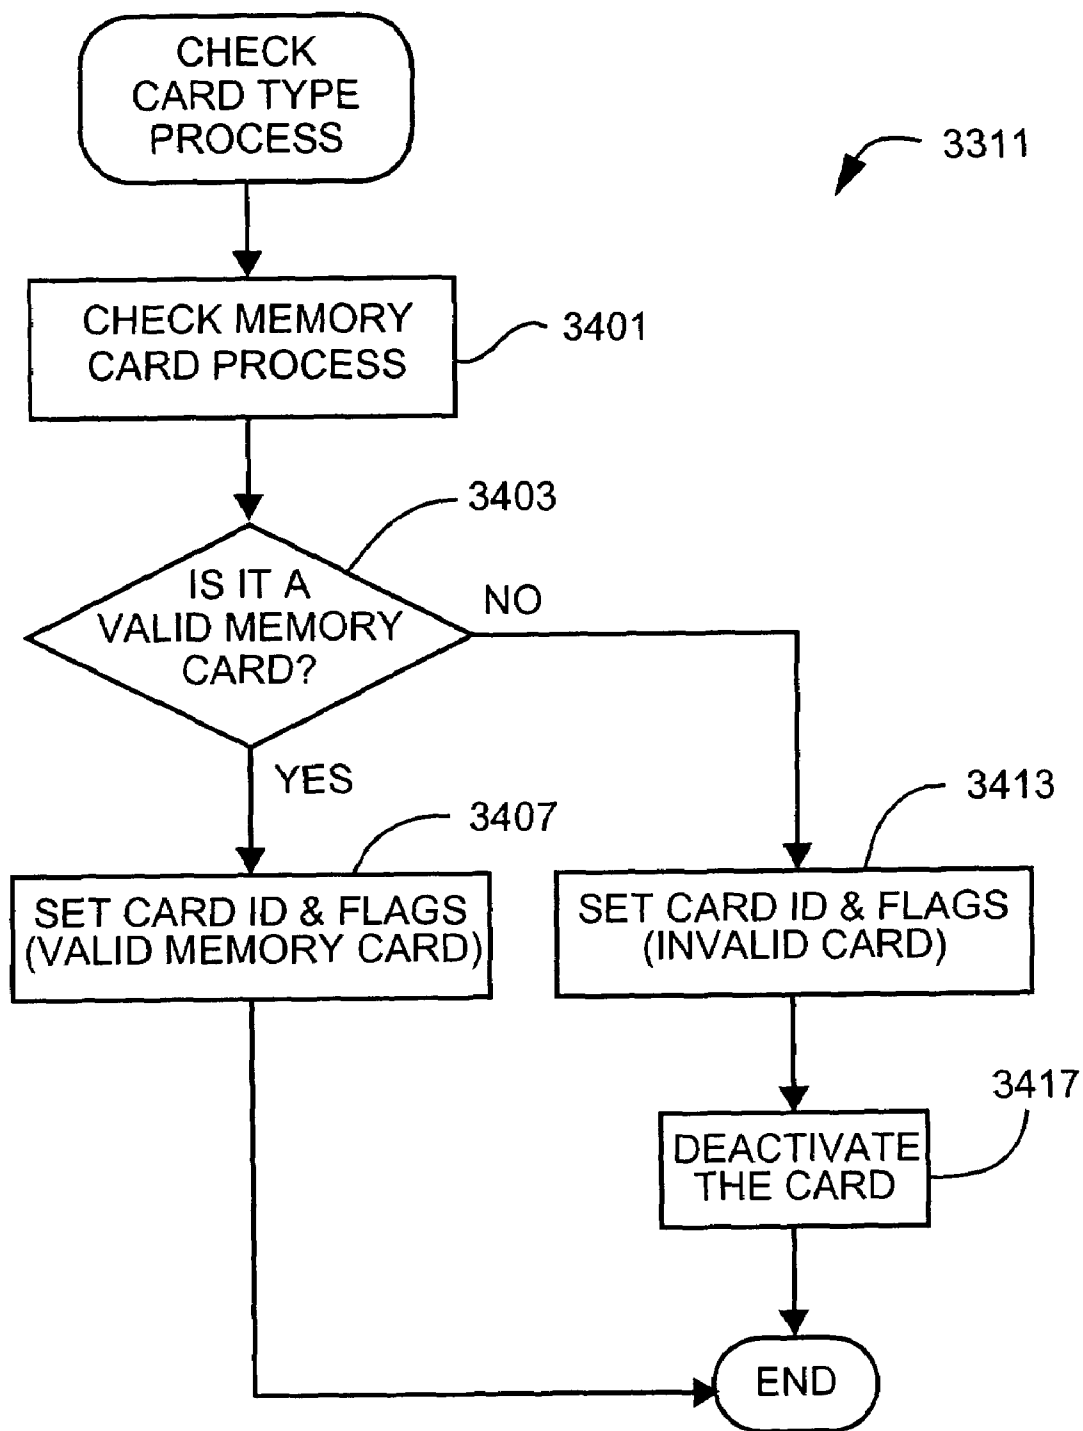 CHECK
CARD TYPE
PROCESS
3311
CHECK MEMORY
CARD PROCESS
3401
3403
IS IT A
VALID MEMORY
CARD?
NO
YES
3407
3413
SET CARD ID & FLAGS
(VALID MEMORY CARD)
SET CARD ID & FLAGS
(INVALID CARD)
3417
DEACTIVATE
THE CARD
END